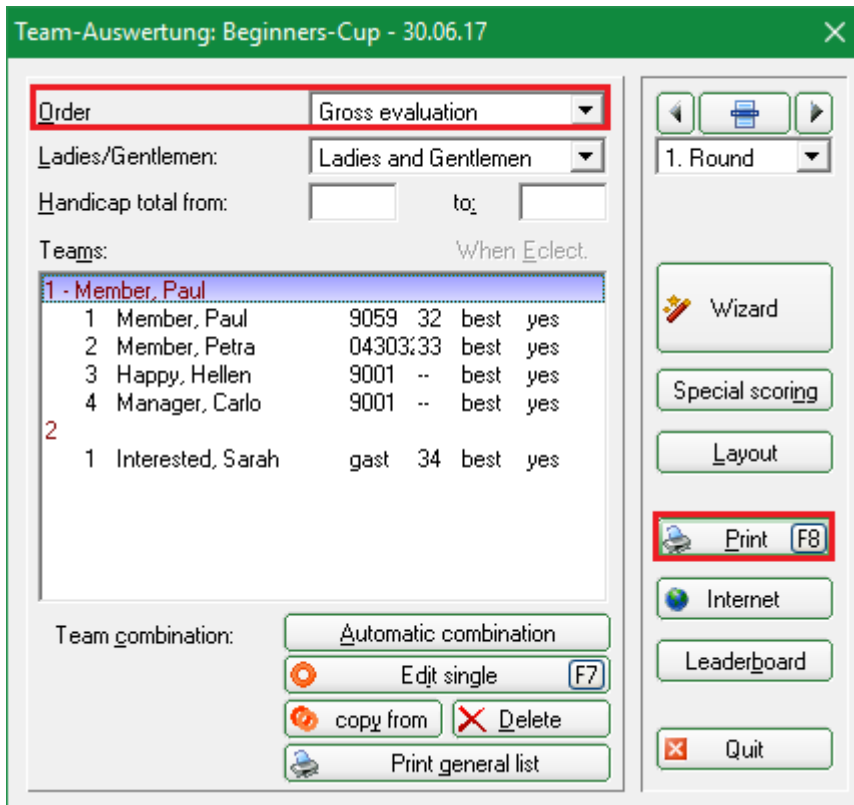 Team-Auswertung: Beginners-Cup - 30.06.17
Order Gross evaluation
Ladies/Gentlemen: Ladies and Gentlemen
Handicap total from: to:
Teams: When Eclect.
1 - Member, Paul
1 Member, Paul 9059 32 best yes
2 Member, Petra 04303 33 best yes
3 Happy, Hellen 9001 -- best yes
4 Manager, Carlo 9001 -- best yes
2
1 Interested, Sarah gast 34 best yes
Team combination: Automatic combination
Edit single F7
copy from Delete
Print general list
1. Round
Wizard
Special scoring
Layout
Print F8
Internet
Leaderboard
Quit